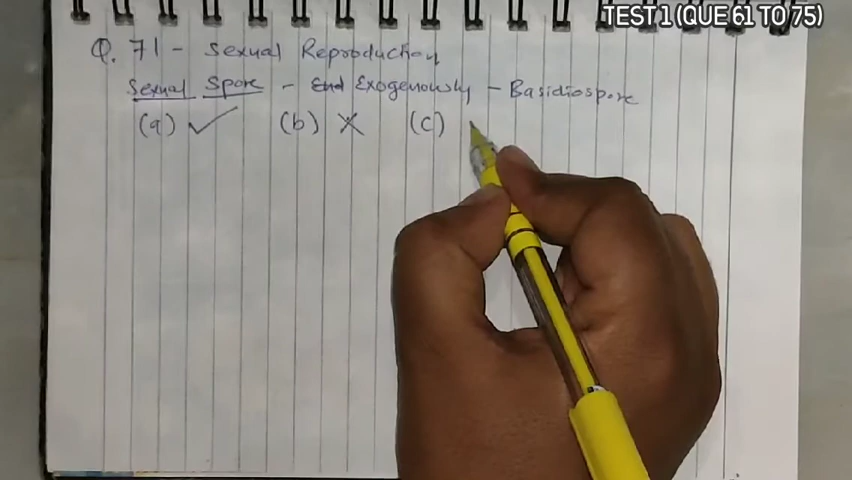 TEST 1 (QUE 61 TO 75)
Q. 71 - Sexual Reproduction
Sexual Spore - End Exogenously - Basidiospore
(a) ✓ (b) ✗ (c)